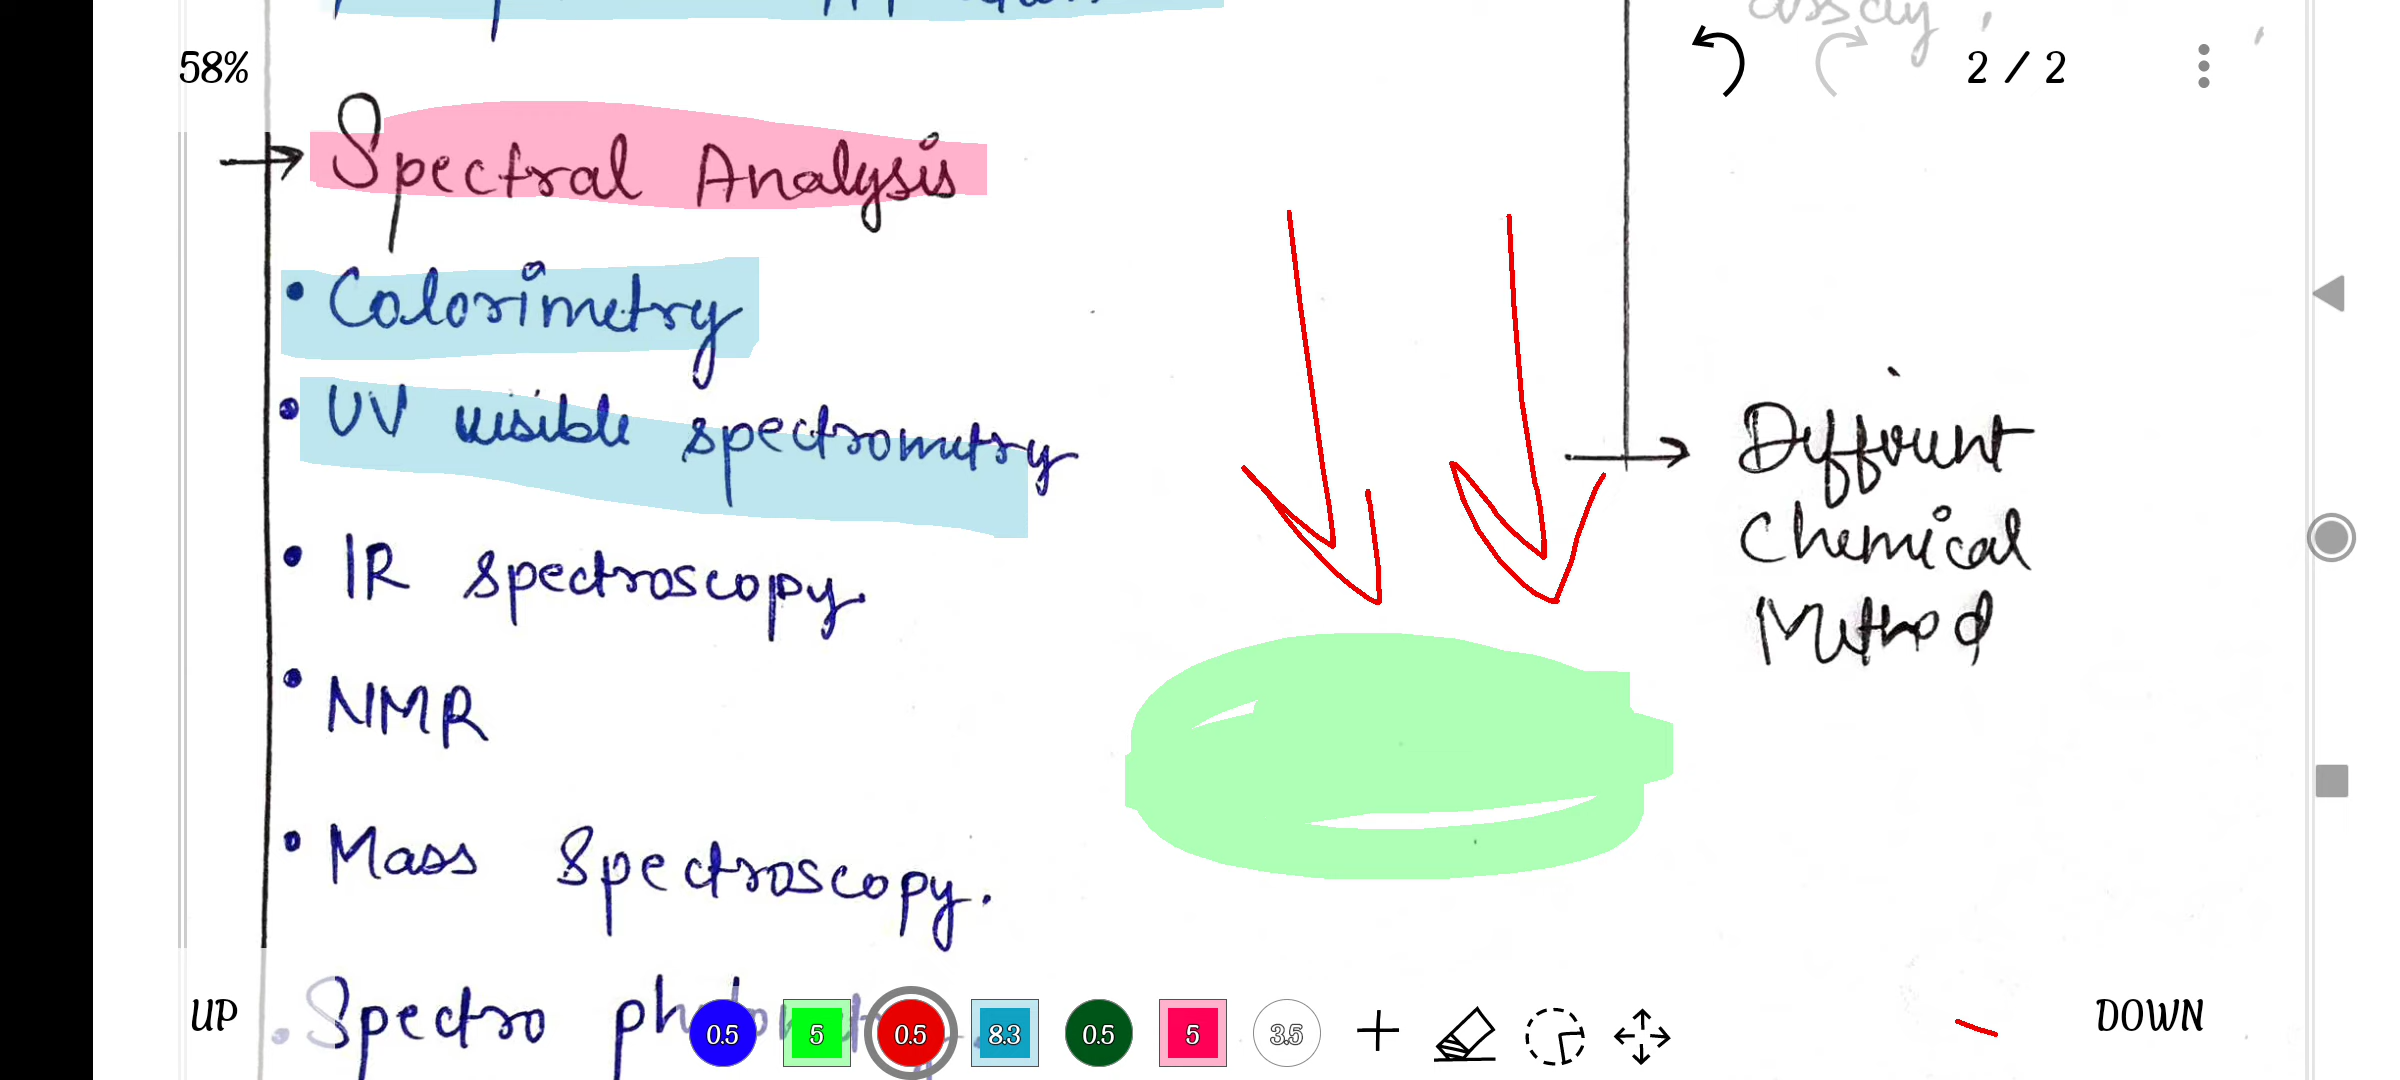 assay,
58%
2 / 2
Spectral Analysis
• Colorimetry
• UV visible spectrometry
• IR spectroscopy
• NMR
• Mass Spectroscopy.
Different
Chemical
Method
. Spectro
UP
0.5
5
0.5
8.3
0.5
5
3.5
DOWN